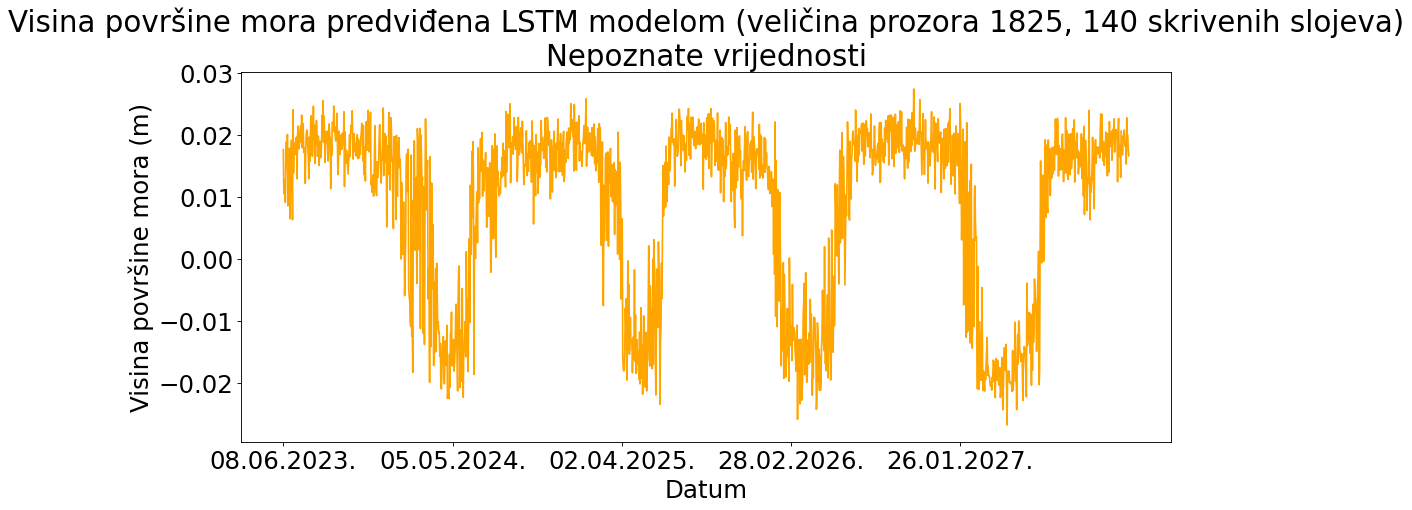 Visina površine mora predviđena LSTM modelom (veličina prozora 1825, 140 skrivenih slojeva)
Nepoznate vrijednosti
0.03
0.02
0.01
0.00
−0.01
−0.02
Visina površine mora (m)
08.06.2023. 05.05.2024. 02.04.2025. 28.02.2026. 26.01.2027.
Datum